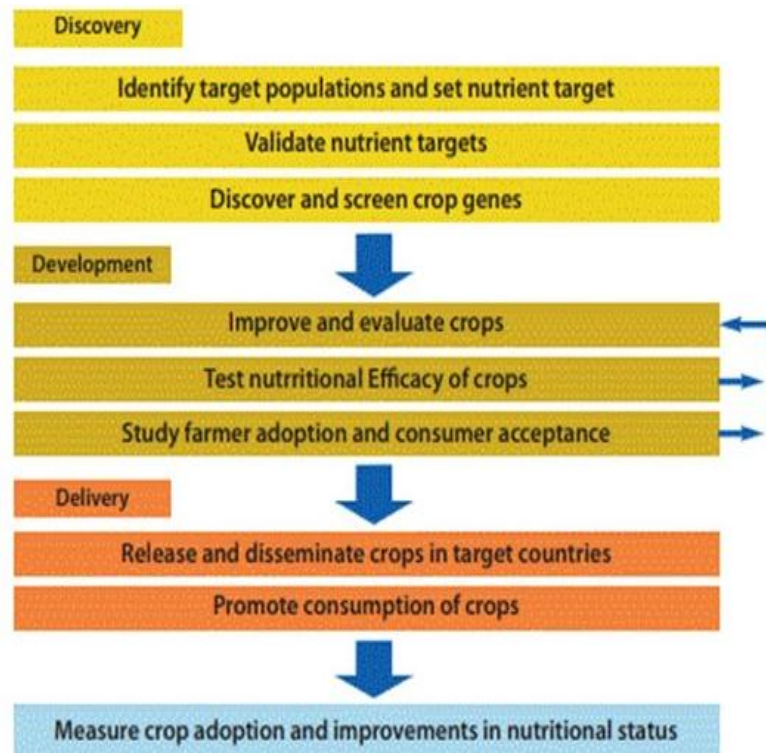 Discovery
Identify target populations and set nutrient target
Validate nutrient targets
Discover and screen crop genes
Development
Improve and evaluate crops
Test nutrritional Efficacy of crops
Study farmer adoption and consumer acceptance
Delivery
Release and disseminate crops in target countries
Promote consumption of crops
Measure crop adoption and improvements in nutritional status